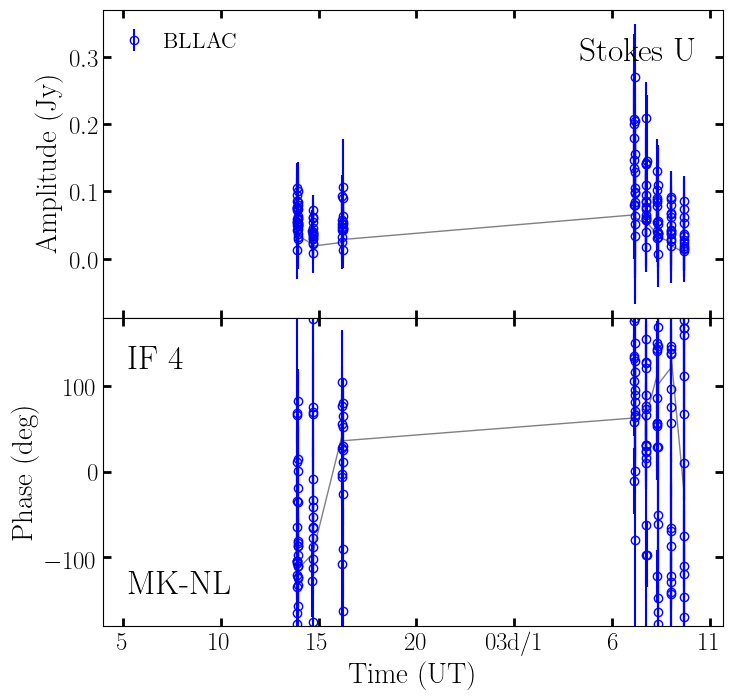 BLLAC
Stokes U
0.3
0.2
0.1
0.0
Amplitude (Jy)
IF 4
100
0
−100
Phase (deg)
MK-NL
5 10 15 20 03d/1 6 11
Time (UT)